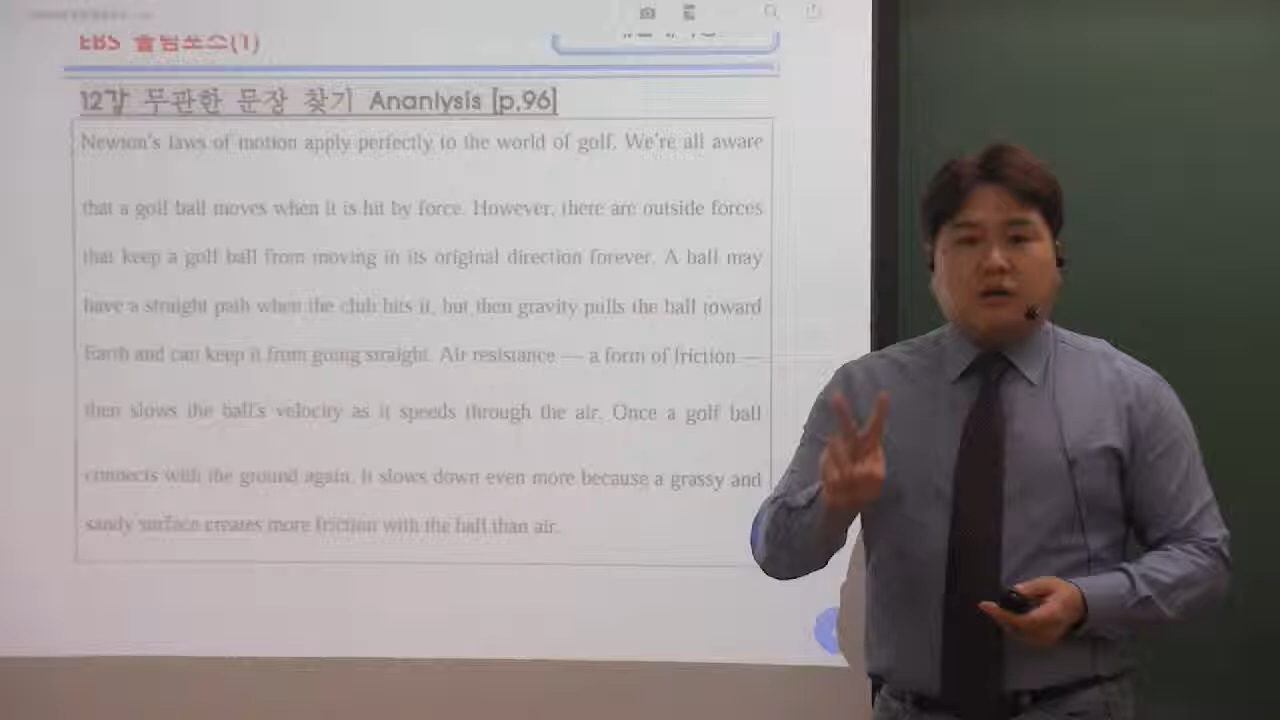 EBS 올림포스(1)
12강 무관한 문장 찾기 Ananlysis [p.96]
Newton's laws of motion apply perfectly to the world of golf. We're all aware
that a golf ball moves when it is hit by force. However, there are outside forces
that keep a golf ball from moving in its original direction forever. A ball may
have a straight path when the club hits it, but then gravity pulls the ball toward
Earth and can keep it from going straight. Air resistance — a form of friction —
then slows the ball's velocity as it speeds through the air. Once a golf ball
connects with the ground again, it slows down even more because a grassy and
sandy surface creates more friction with the ball than air.